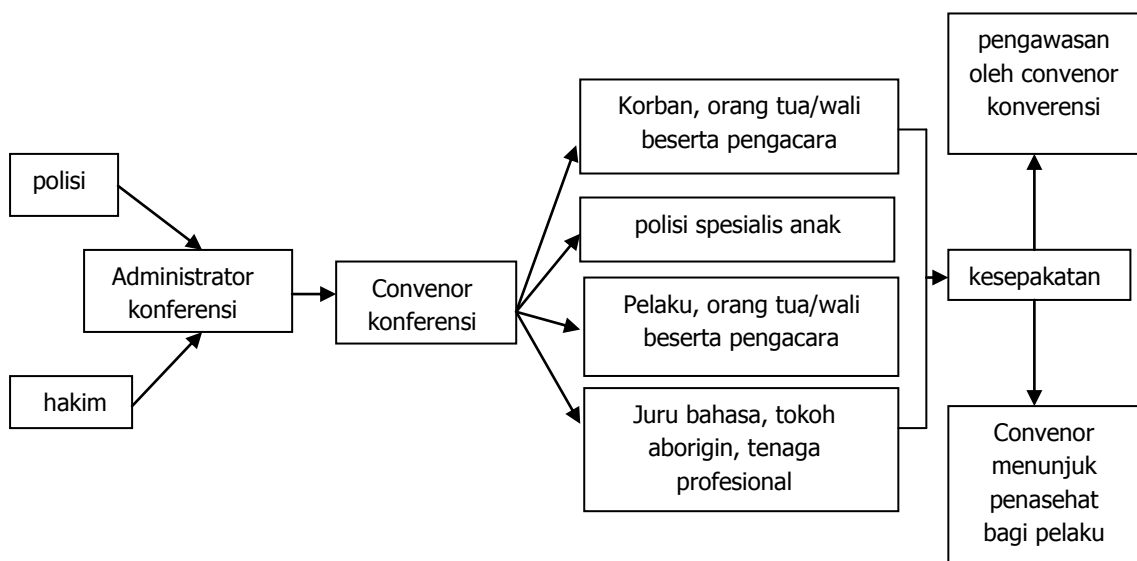 polisi
hakim
Administrator
konferensi
Convenor
konferensi
Korban, orang tua/wali
beserta pengacara
polisi spesialis anak
Pelaku, orang tua/wali
beserta pengacara
Juru bahasa, tokoh
aborigin, tenaga
profesional
kesepakatan
pengawasan
oleh convenor
konverensi
Convenor
menunjuk
penasehat
bagi pelaku